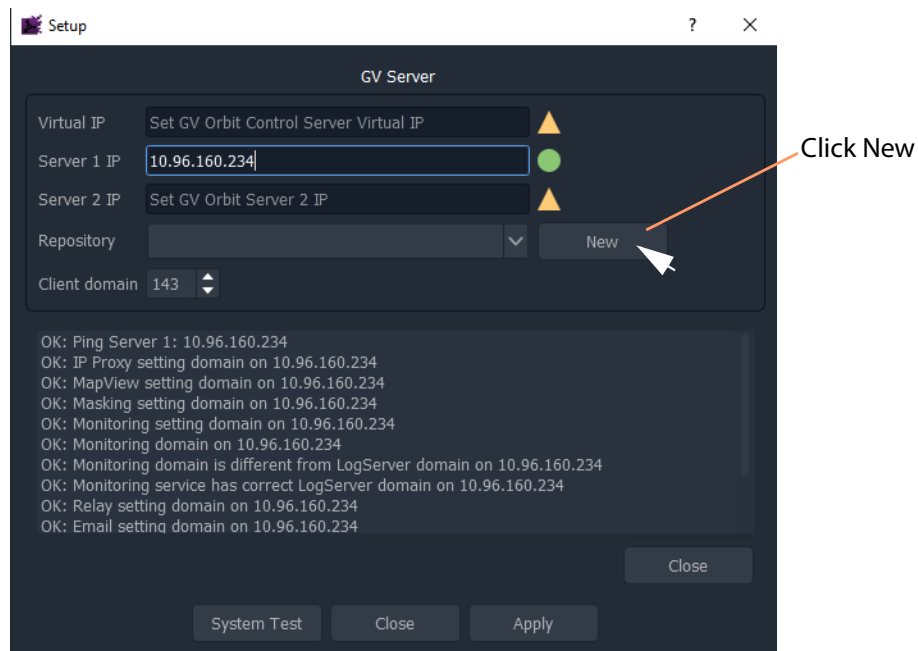 Setup
?
GV Server
Virtual IP Set GV Orbit Control Server Virtual IP
Server 1 IP 10.96.160.234
Server 2 IP Set GV Orbit Server 2 IP
Repository New
Click New
Client domain 143
OK: Ping Server 1: 10.96.160.234
OK: IP Proxy setting domain on 10.96.160.234
OK: MapView setting domain on 10.96.160.234
OK: Masking setting domain on 10.96.160.234
OK: Monitoring setting domain on 10.96.160.234
OK: Monitoring domain on 10.96.160.234
OK: Monitoring domain is different from LogServer domain on 10.96.160.234
OK: Monitoring service has correct LogServer domain on 10.96.160.234
OK: Relay setting domain on 10.96.160.234
OK: Email setting domain on 10.96.160.234
Close
System Test Close Apply